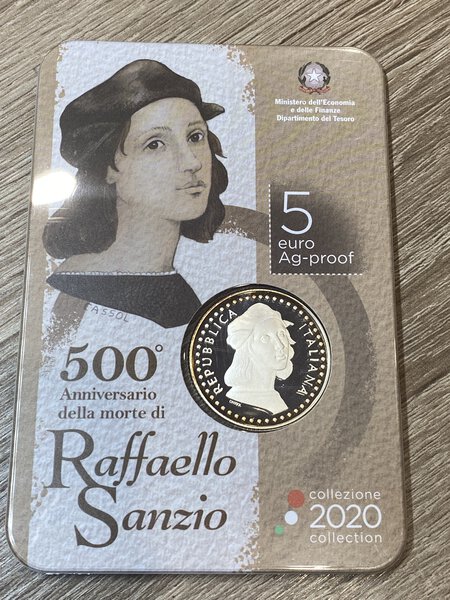 Ministero dell'Economia
e delle Finanze
Dipartimento del Tesoro
5
euro
Ag-proof
REPUBBLICA ITALIANA
500°
Anniversario
della morte di
Raffaello
Sanzio
collezione
2020
collection